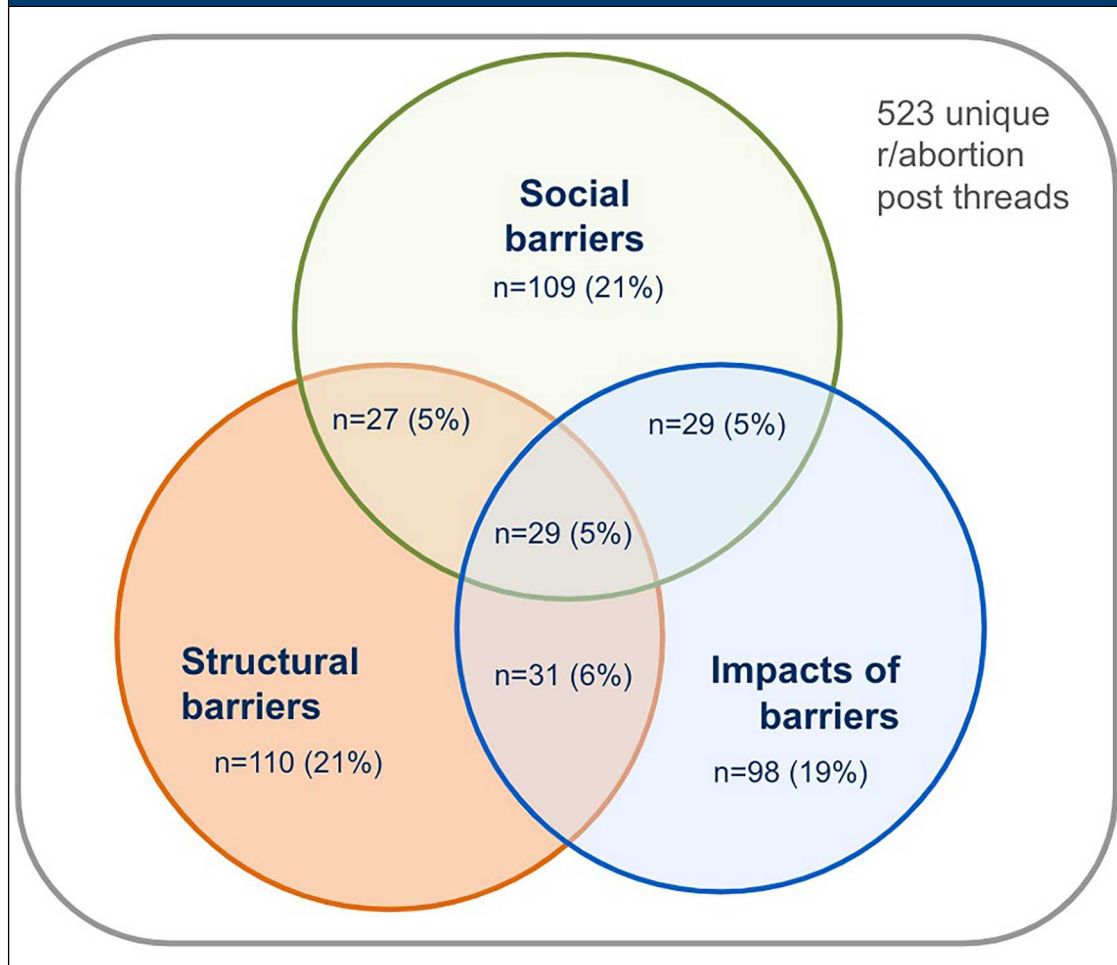 523 unique
r/abortion
post threads
Social
barriers
n=109 (21%)
n=27 (5%)
n=29 (5%)
n=29 (5%)
Structural
barriers
n=110 (21%)
n=31 (6%)
Impacts of
barriers
n=98 (19%)